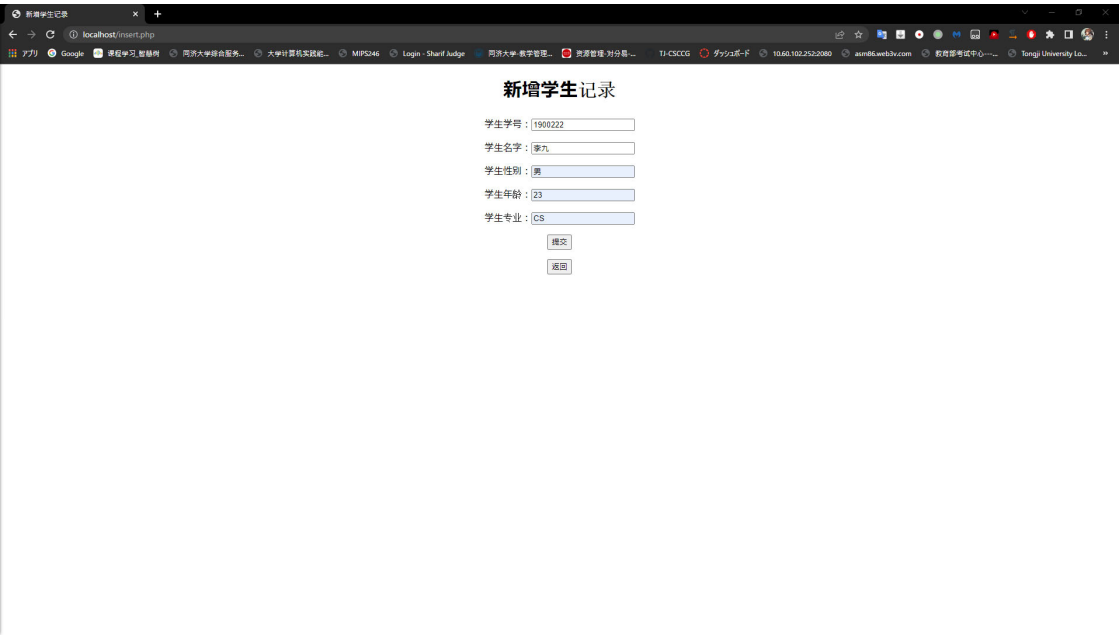 新增学生记录
localhost/insert.php
アプリ Google 课程学习_智慧树 同济大学综合服务... 大学计算机实践能... MIPS246 Login - Sharif Judge 同济大学-教学管理... 资源管理-对分易-... TJ-CSCCG ダッシュボード 10.60.102.252:2080 asm86.web3v.com 教育部考试中心---... Tongji University Lo... »
新增学生记录
学生学号：1900222
学生名字：李九
学生性别：男
学生年龄：23
学生专业：CS
提交
返回